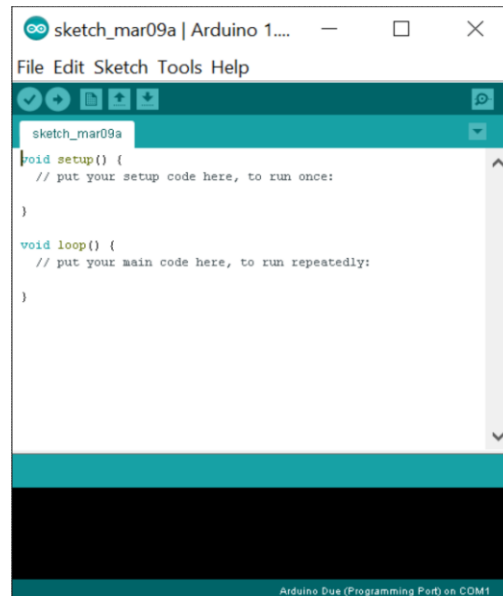 sketch_mar09a | Arduino 1....
File Edit Sketch Tools Help
sketch_mar09a
void setup() {
  // put your setup code here, to run once:
}
void loop() {
  // put your main code here, to run repeatedly:
}
Arduino Due (Programming Port) on COM1